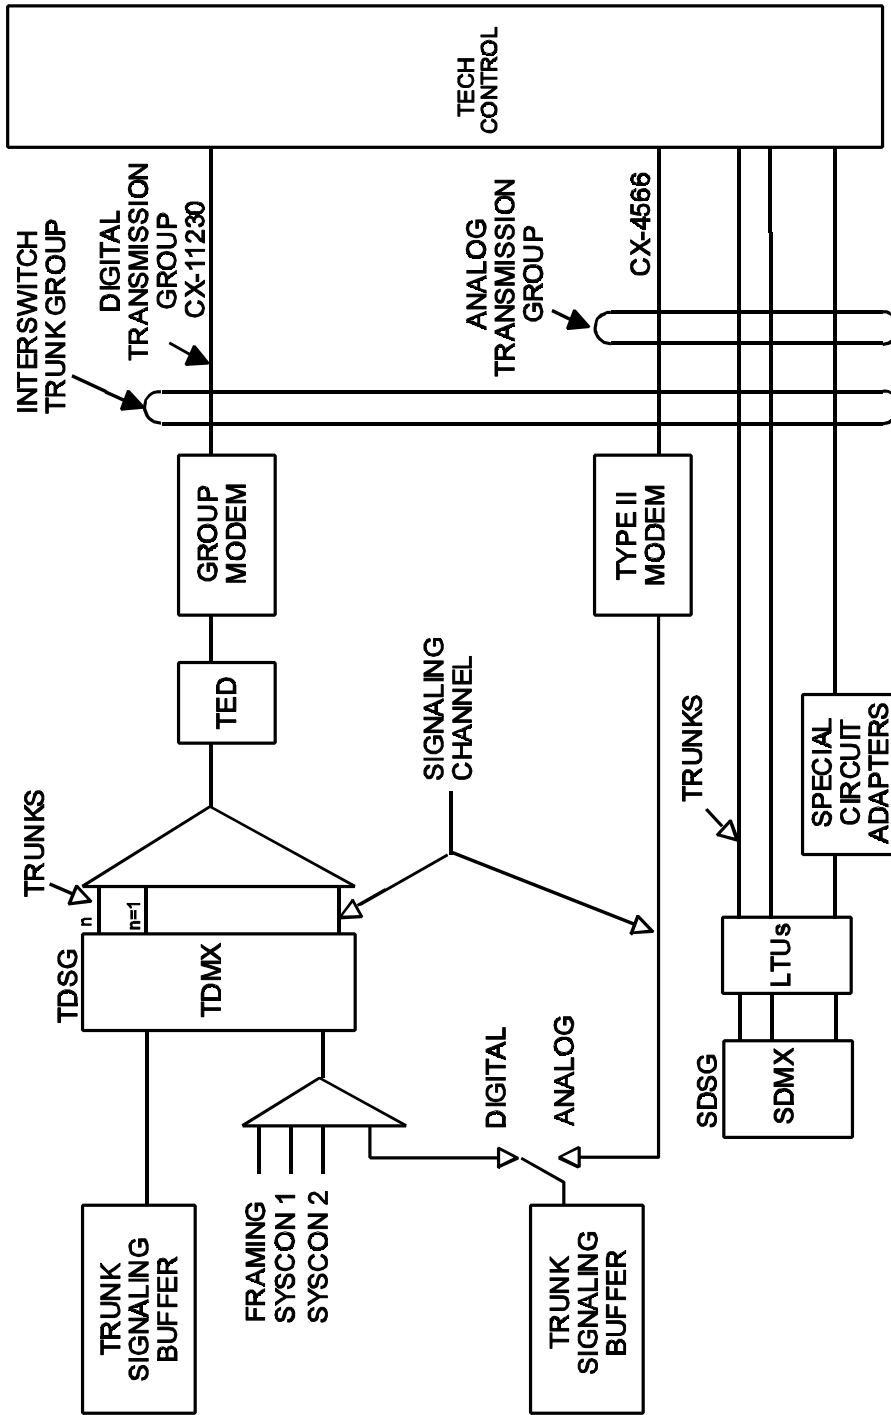 TRUNK
SIGNALING
BUFFER
TDSG
TDMX
TRUNKS
n
n=1
TED
GROUP
MODEM
INTERSWITCH
TRUNK GROUP
DIGITAL
TRANSMISSION
GROUP
CX-11230
TECH
CONTROL
FRAMING
SYSCON 1
SYSCON 2
SIGNALING
CHANNEL
DIGITAL
ANALOG
TRUNK
SIGNALING
BUFFER
TYPE II
MODEM
ANALOG
TRANSMISSION
GROUP
CX-4566
SDSG
SDMX
LTUs
TRUNKS
SPECIAL
CIRCUIT
ADAPTERS